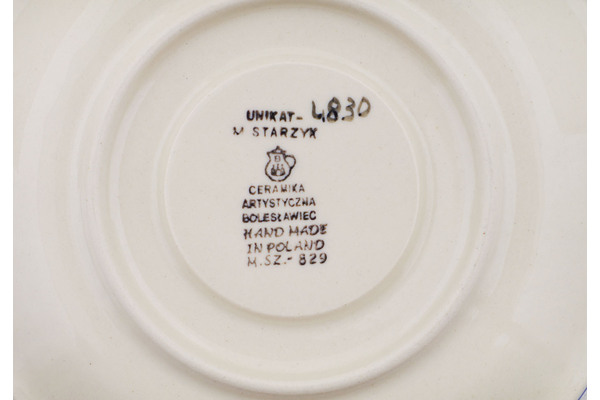 UNIKAT- 4830
M STARZYK
CERAMIKA
ARTYSTYCZNA
BOLESŁAWIEC
HAND MADE
IN POLAND
M.SZ.- 829